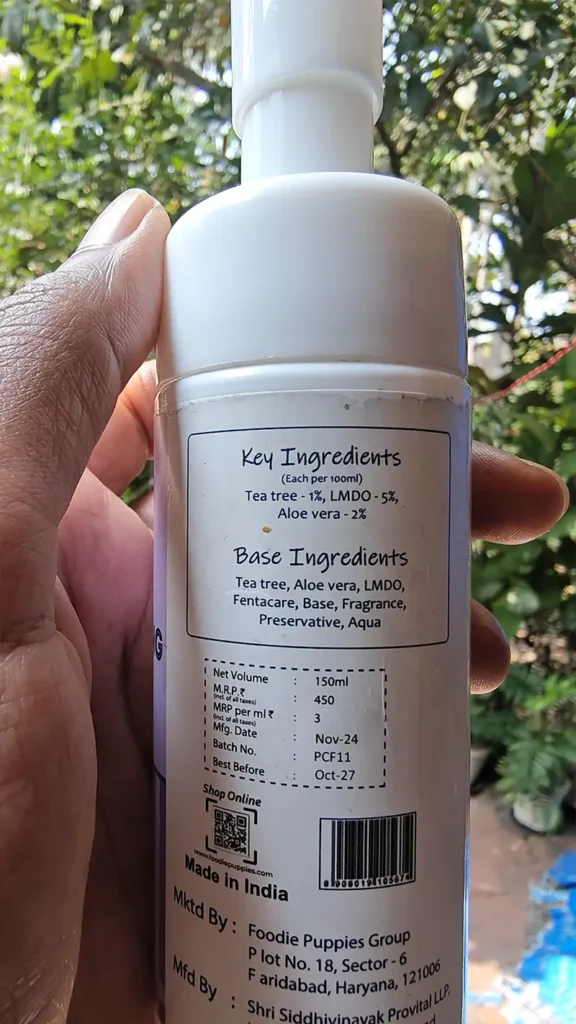 Key Ingredients
(Each per 100ml)
Tea tree - 1%, LMDO - 5%,
Aloe vera - 2%
Base Ingredients
Tea tree, Aloe vera, LMDO,
Fentacare, Base, Fragrance,
Preservative, Aqua
G
Net Volume : 150ml
M.R.P.₹ : 450
(incl. of all taxes)
MRP per ml ₹ : 3
(incl. of all taxes)
Mfg. Date : Nov-24
Batch No. : PCF11
Best Before : Oct-27
Shop Online
www.foodiepuppies.com
Made in India
Mktd By : Foodie Puppies Group
P lot No. 18, Sector - 6
F aridabad, Haryana, 121006
Mfd By : Shri Siddhivinayak Provital LLP,